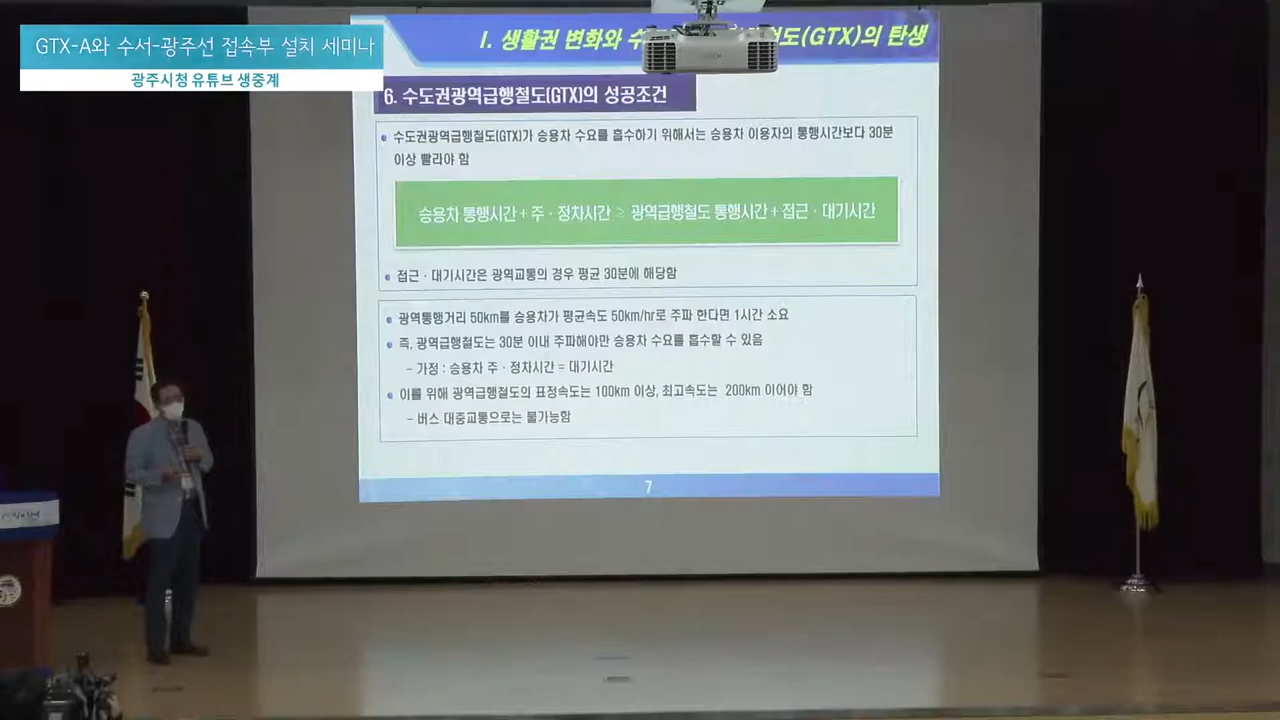 GTX-A와 수서-광주선 접속부 설치 세미나
광주시청 유튜브 생중계
Ⅰ. 생활권 변화와 수 철도(GTX)의 탄생
6. 수도권광역급행철도(GTX)의 성공조건
수도권광역급행철도(GTX)가 승용차 수요를 흡수하기 위해서는 승용차 이용자의 통행시간보다 30분
이상 빨라야 함
승용차 통행시간 + 주 · 정차시간 ≥ 광역급행철도 통행시간 + 접근 · 대기시간
접근 · 대기시간은 광역교통의 경우 평균 30분에 해당함
광역통행거리 50km를 승용차가 평균속도 50km/hr로 주파 한다면 1시간 소요
즉, 광역급행철도는 30분 이내 주파해야만 승용차 수요를 흡수할 수 있음
- 가정 : 승용차 주 · 정차시간 = 대기시간
이를 위해 광역급행철도의 표정속도는 100km 이상, 최고속도는 200km 이어야 함
- 버스 대중교통으로는 불가능함
7